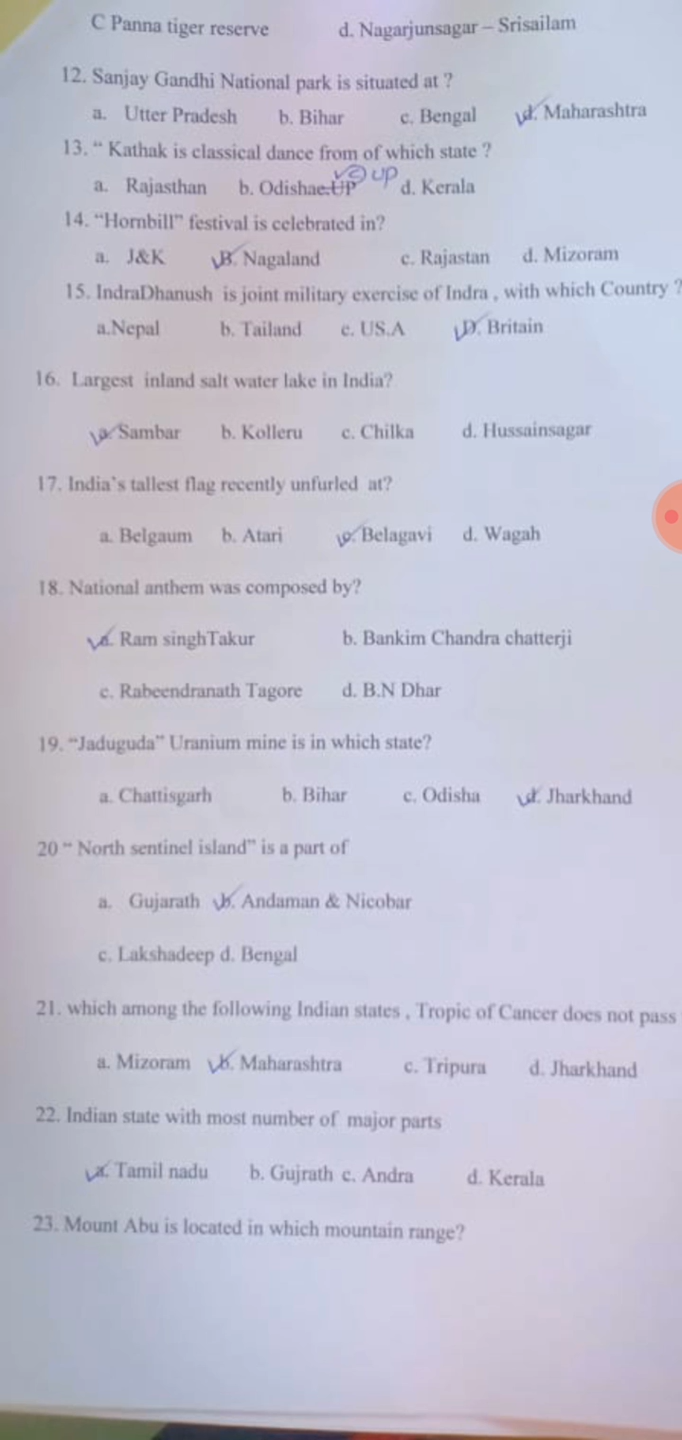 C Panna tiger reserve d. Nagarjunsagar – Srisailam
12. Sanjay Gandhi National park is situated at ?
a. Utter Pradesh b. Bihar c. Bengal d. Maharashtra
13. “ Kathak is classical dance from of which state ?
c UP
a. Rajasthan b. Odishac.UP d. Kerala
14. “Hornbill” festival is celebrated in?
a. J&K B. Nagaland c. Rajastan d. Mizoram
15. IndraDhanush is joint military exercise of Indra , with which Country ?
a.Nepal b. Tailand c. US.A D. Britain
16. Largest inland salt water lake in India?
a. Sambar b. Kolleru c. Chilka d. Hussainsagar
17. India’s tallest flag recently unfurled at?
a. Belgaum b. Atari c. Belagavi d. Wagah
18. National anthem was composed by?
a. Ram singhTakur b. Bankim Chandra chatterji
c. Rabeendranath Tagore d. B.N Dhar
19. “Jaduguda” Uranium mine is in which state?
a. Chattisgarh b. Bihar c. Odisha d. Jharkhand
20 “ North sentinel island” is a part of
a. Gujarath b. Andaman & Nicobar
c. Lakshadeep d. Bengal
21. which among the following Indian states , Tropic of Cancer does not pass
a. Mizoram b. Maharashtra c. Tripura d. Jharkhand
22. Indian state with most number of major parts
a. Tamil nadu b. Gujrath c. Andra d. Kerala
23. Mount Abu is located in which mountain range?